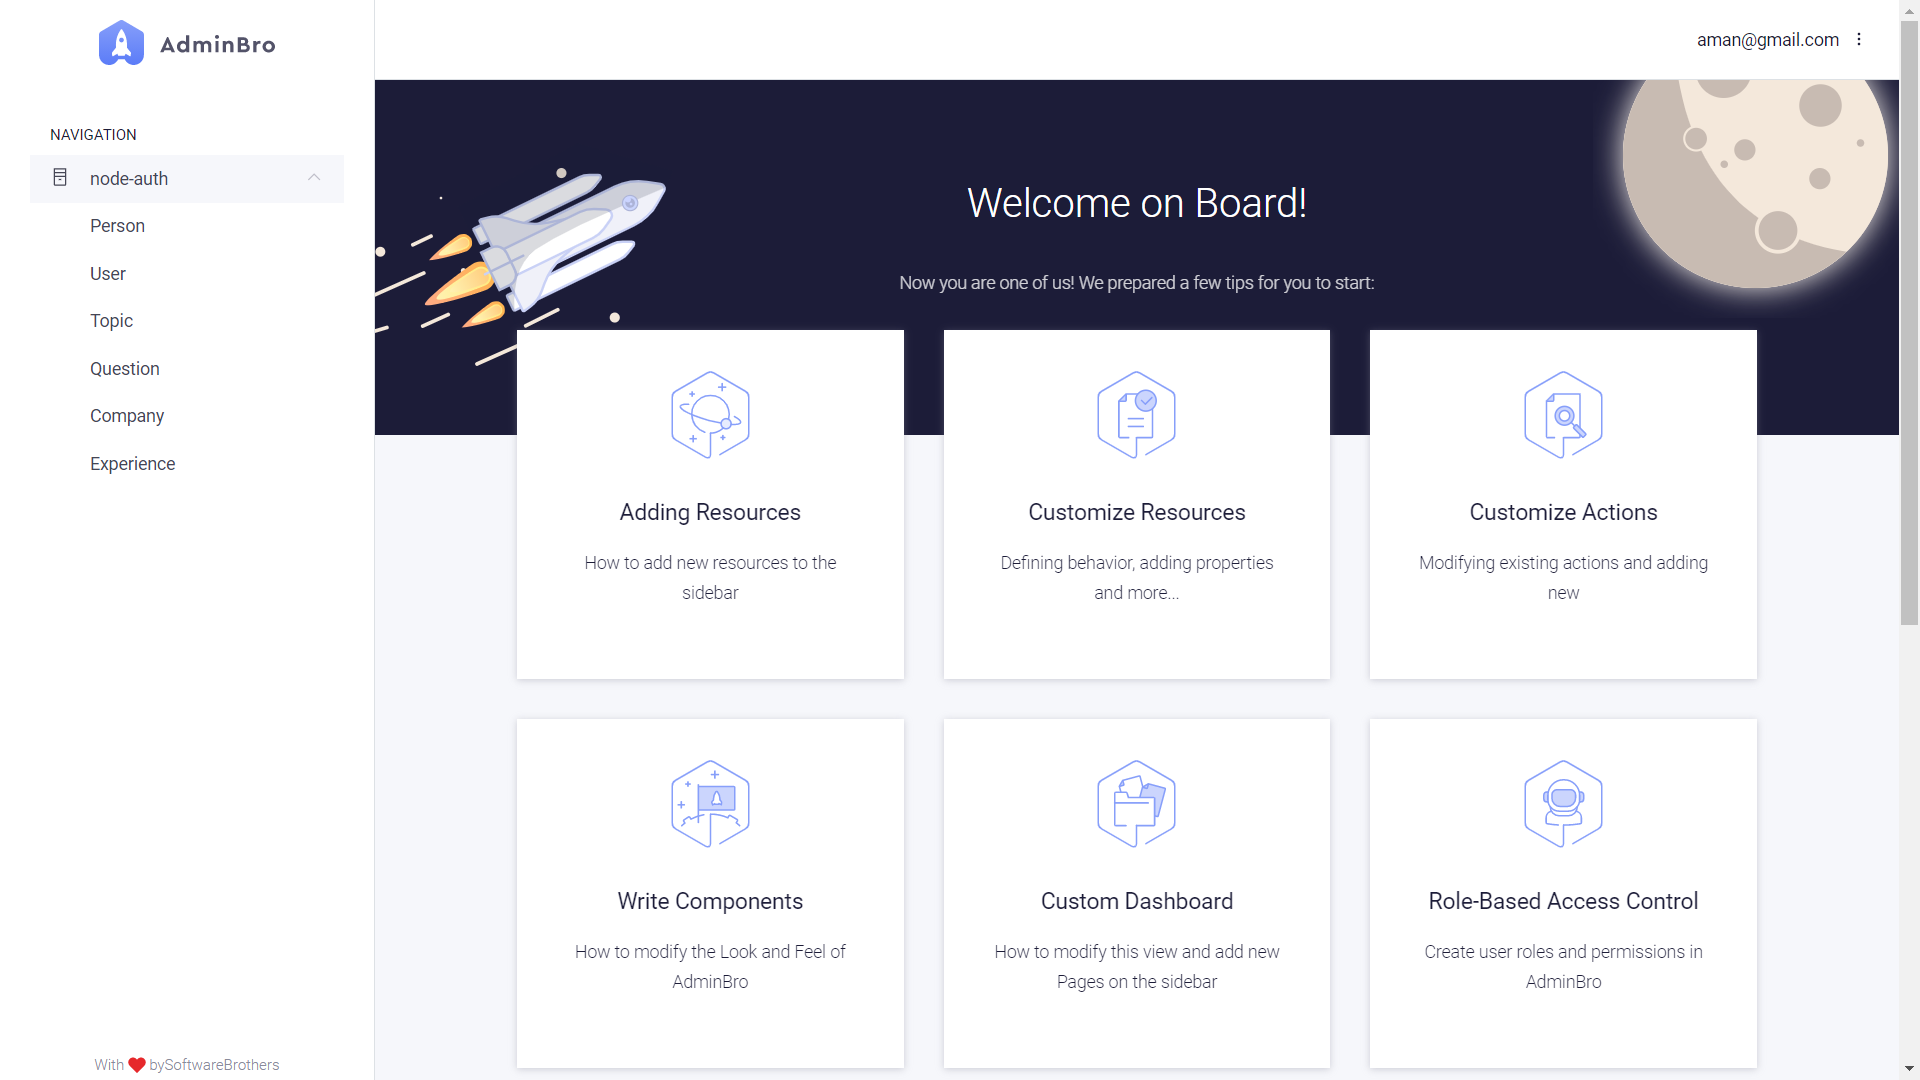 AdminBro
aman@gmail.com
NAVIGATION
node-auth
Person
User
Topic
Question
Company
Experience
With ❤ bySoftwareBrothers
Welcome on Board!
Now you are one of us! We prepared a few tips for you to start:
Adding Resources
How to add new resources to the
sidebar
Customize Resources
Defining behavior, adding properties
and more...
Customize Actions
Modifying existing actions and adding
new
Write Components
How to modify the Look and Feel of
AdminBro
Custom Dashboard
How to modify this view and add new
Pages on the sidebar
Role-Based Access Control
Create user roles and permissions in
AdminBro